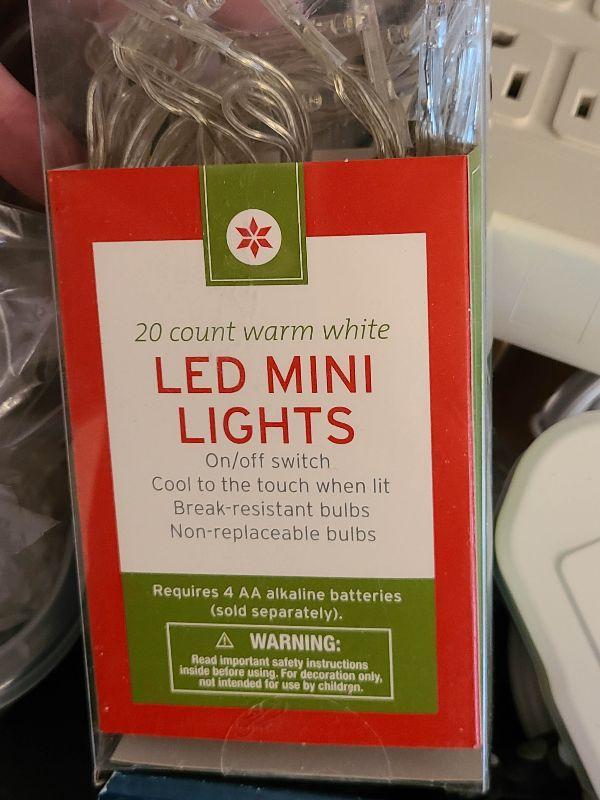 20 count warm white
LED MINI
LIGHTS
On/off switch
Cool to the touch when lit
Break-resistant bulbs
Non-replaceable bulbs
Requires 4 AA alkaline batteries
(sold separately).
WARNING:
Read important safety instructions
inside before using. For decoration only,
not intended for use by children.